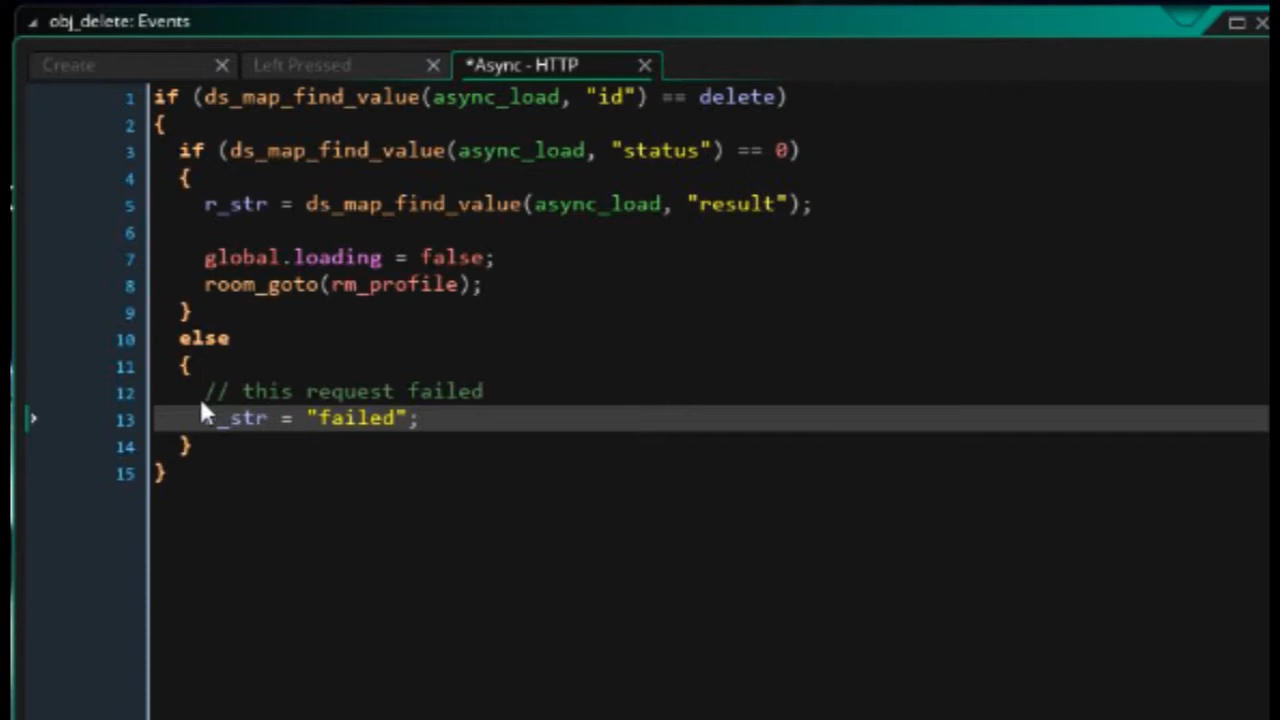 obj_delete: Events
Create
Left Pressed
*Async - HTTP
1 if (ds_map_find_value(async_load, "id") == delete)
2 {
3 if (ds_map_find_value(async_load, "status") == 0)
4 {
5 r_str = ds_map_find_value(async_load, "result");
6
7 global.loading = false;
8 room_goto(rm_profile);
9 }
10 else
11 {
12 // this request failed
13 r_str = "failed";
14 }
15 }